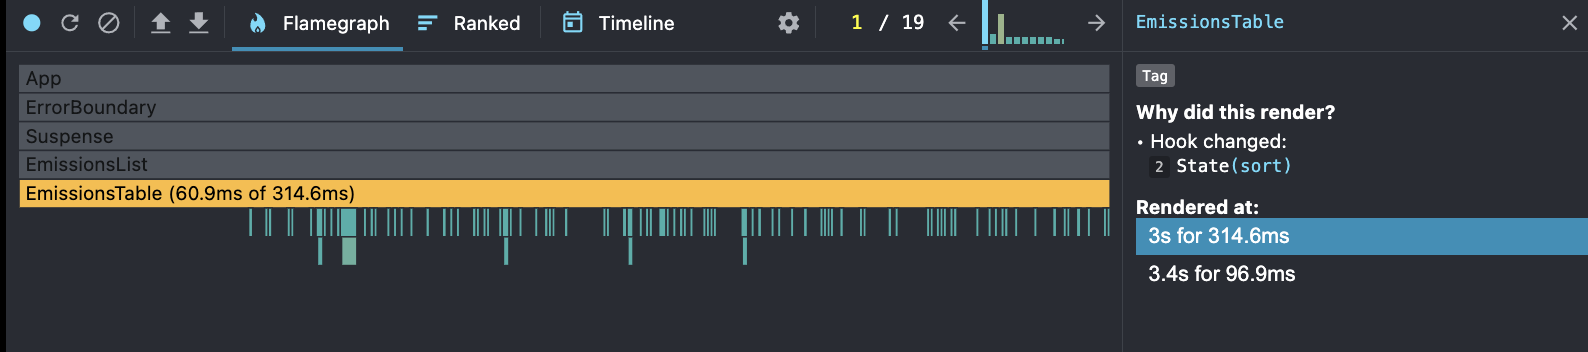 Flamegraph Ranked Timeline 1 / 19 EmissionsTable
Tag
App
Why did this render?
ErrorBoundary
• Hook changed:
Suspense
2 State(sort)
EmissionsList
EmissionsTable (60.9ms of 314.6ms)
Rendered at:
3s for 314.6ms
3.4s for 96.9ms